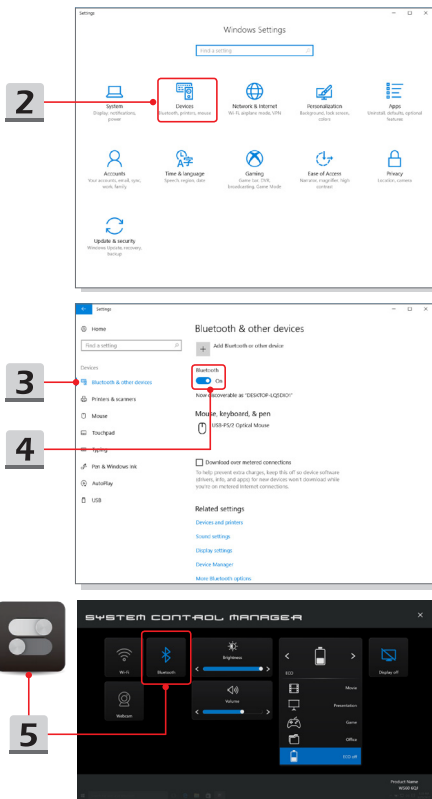 Settings
Windows Settings
Find a setting
2
System
Display, notifications,
power
Devices
Bluetooth, printers, mouse
Network & Internet
Wi-Fi, airplane mode, VPN
Personalization
Background, lock screen,
colors
Apps
Uninstall, defaults, optional
features
Accounts
Your accounts, email, sync,
work, family
Time & language
Speech, region, date
Gaming
Game bar, DVR,
broadcasting, Game Mode
Ease of Access
Narrator, magnifier, high
contrast
Privacy
Location, camera
Update & security
Windows Update, recovery,
backup
Settings
Home
Find a setting
Devices
3
Bluetooth & other devices
Printers & scanners
Mouse
Touchpad
4
Typing
Pen & Windows Ink
AutoPlay
USB
Bluetooth & other devices
Add Bluetooth or other device
Bluetooth
On
Now discoverable as "DESKTOP-LQ5DIOI"
Mouse, keyboard, & pen
USB-PS/2 Optical Mouse
Download over metered connections
To help prevent extra charges, keep this off so device software
(drivers, info, and apps) for new devices won't download while
you're on metered Internet connections.
Related settings
Devices and printers
Sound settings
Display settings
Device Manager
More Bluetooth options
SYSTEM CONTROL MANAGER
Wi-Fi
Bluetooth
Brightness
ECO
Display off
Webcam
Volume
Movie
Presentation
Game
Office
ECO off
5
Product Name
WS60 6QJ